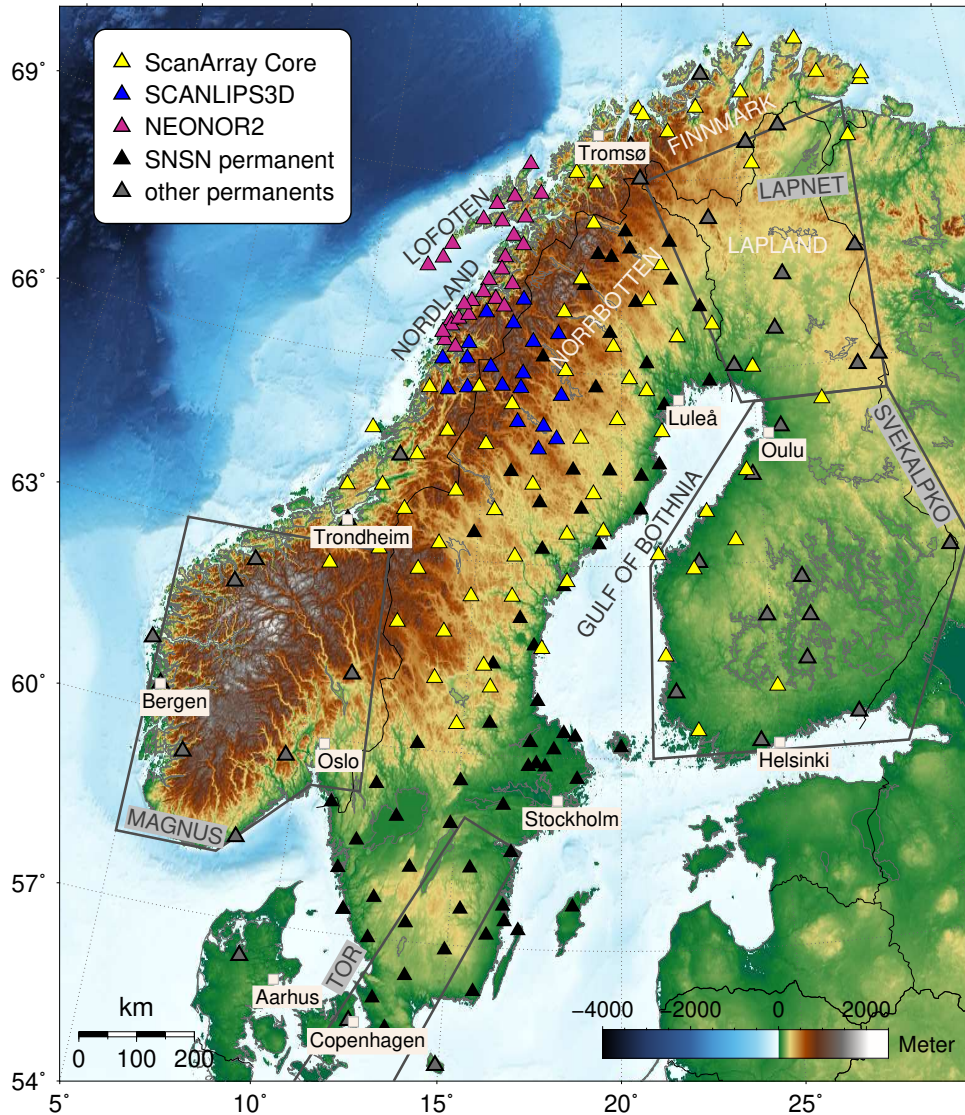 69°
66°
63°
60°
57°
54°
ScanArray Core
SCANLIPS3D
NEONOR2
SNSN permanent
other permanents
Tromsø
FINNMARK
LAPNET
LAPLAND
LOFOTEN
NORDLAND
NORRBOTTEN
Luleå
Oulu
SVEKALPKO
GULF OF BOTHNIA
Trondheim
Bergen
Oslo
Helsinki
Stockholm
MAGNUS
TOR
Aarhus
Copenhagen
km
0 100 200
−4000 −2000 0 2000
Meter
5° 10° 15° 20° 25°